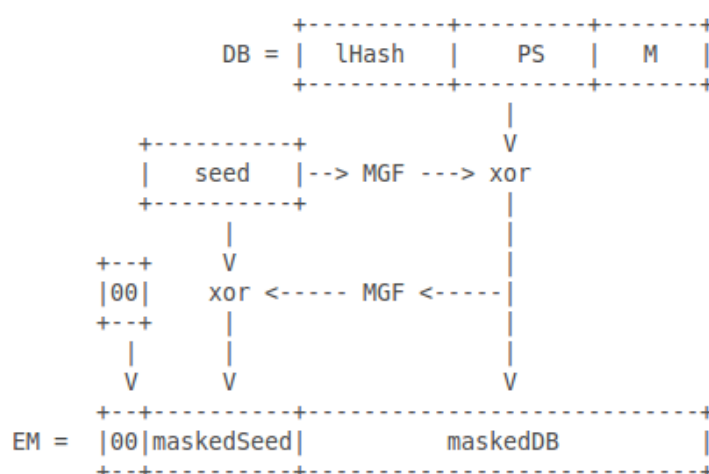 +----------+---------+-------+
DB = | lHash | PS | M |
+----------+---------+-------+
|
+----------+ V
| seed |--> MGF ---> xor
+----------+ |
| |
+--+ V |
|00| xor <----- MGF <-----|
+--+ | |
| | |
V V V
+--+----------+--------------------------+
EM = |00|maskedSeed| maskedDB |
+--+----------+--------------------------+